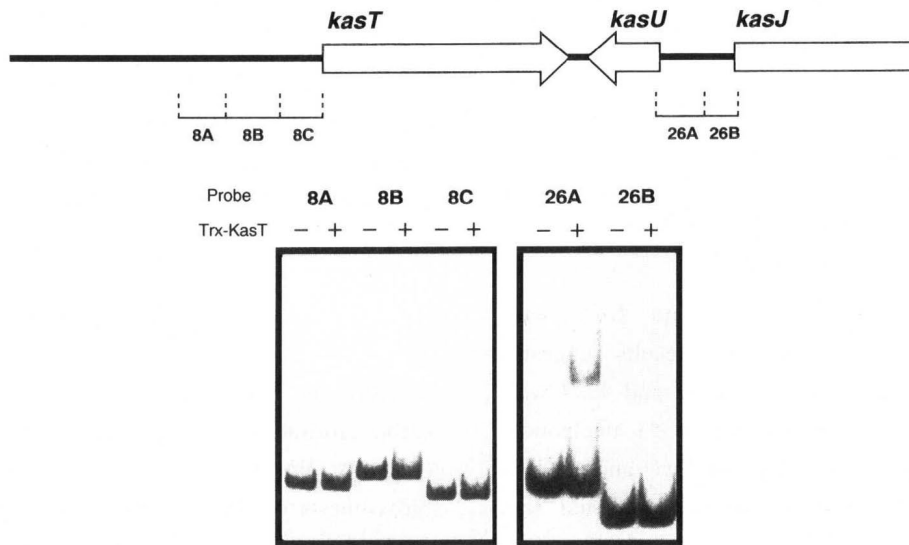 kasT kasU kasJ
8A 8B 8C 26A 26B
Probe 8A 8B 8C 26A 26B
Trx-KasT − + − + − + − + − +